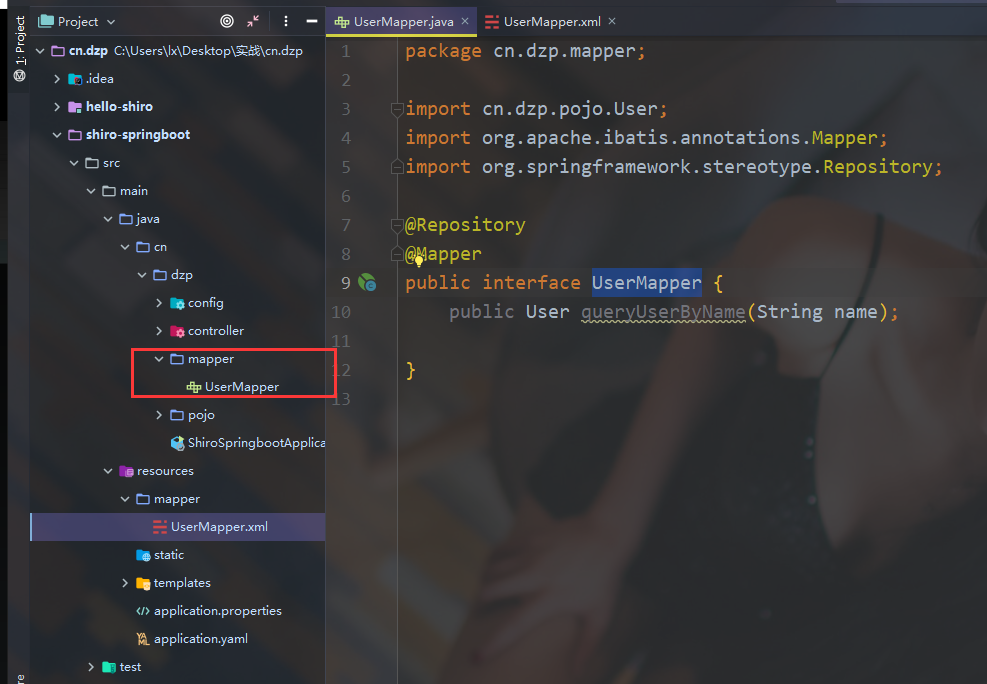 Project
UserMapper.java
UserMapper.xml
1: Project
cn.dzp C:\Users\lx\Desktop\实战\cn.dzp
.idea
hello-shiro
shiro-springboot
src
main
java
cn
dzp
config
controller
mapper
UserMapper
pojo
ShiroSpringbootApplica
resources
mapper
UserMapper.xml
static
templates
application.properties
application.yaml
test
1 package cn.dzp.mapper;
2
3 import cn.dzp.pojo.User;
4 import org.apache.ibatis.annotations.Mapper;
5 import org.springframework.stereotype.Repository;
6
7 @Repository
8 @Mapper
9 public interface UserMapper {
10 public User queryUserByName(String name);
11
12 }
13